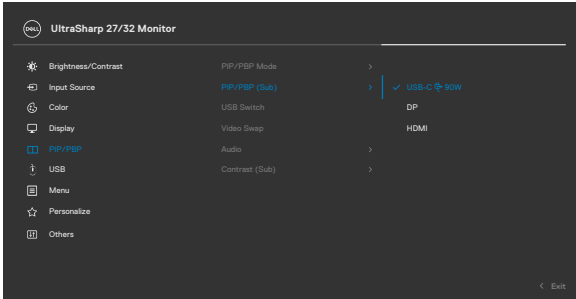 DELL UltraSharp 27/32 Monitor
Brightness/Contrast
Input Source
Color
Display
PIP/PBP
USB
Menu
Personalize
Others
PIP/PBP Mode
PIP/PBP (Sub)
USB Switch
Video Swap
Audio
Contrast (Sub)
USB-C 90W
DP
HDMI
Exit